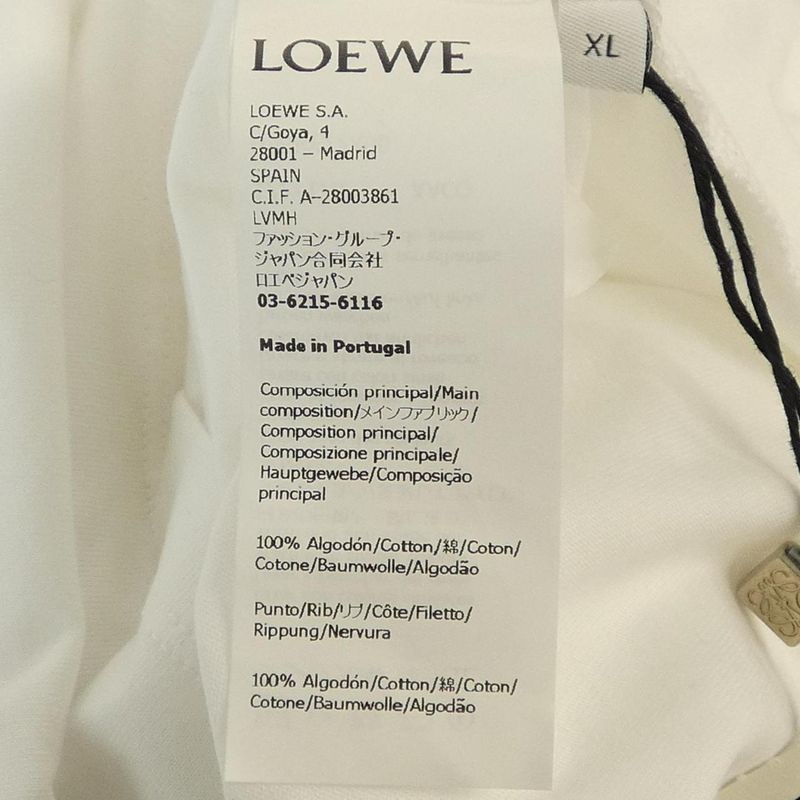 LOEWE
XL
LOEWE S.A.
C/Goya, 4
28001 – Madrid
SPAIN
C.I.F. A–28003861
LVMH
ファッション・グループ・
ジャパン合同会社
ロエベジャパン
03-6215-6116
Made in Portugal
Composición principal/Main
composition/メインファブリック/
Composition principal/
Composizione principale/
Hauptgewebe/Composição
principal
100% Algodón/Cotton/綿/Coton/
Cotone/Baumwolle/Algodão
Punto/Rib/リブ/Côte/Filetto/
Rippung/Nervura
100% Algodón/Cotton/綿/Coton/
Cotone/Baumwolle/Algodão